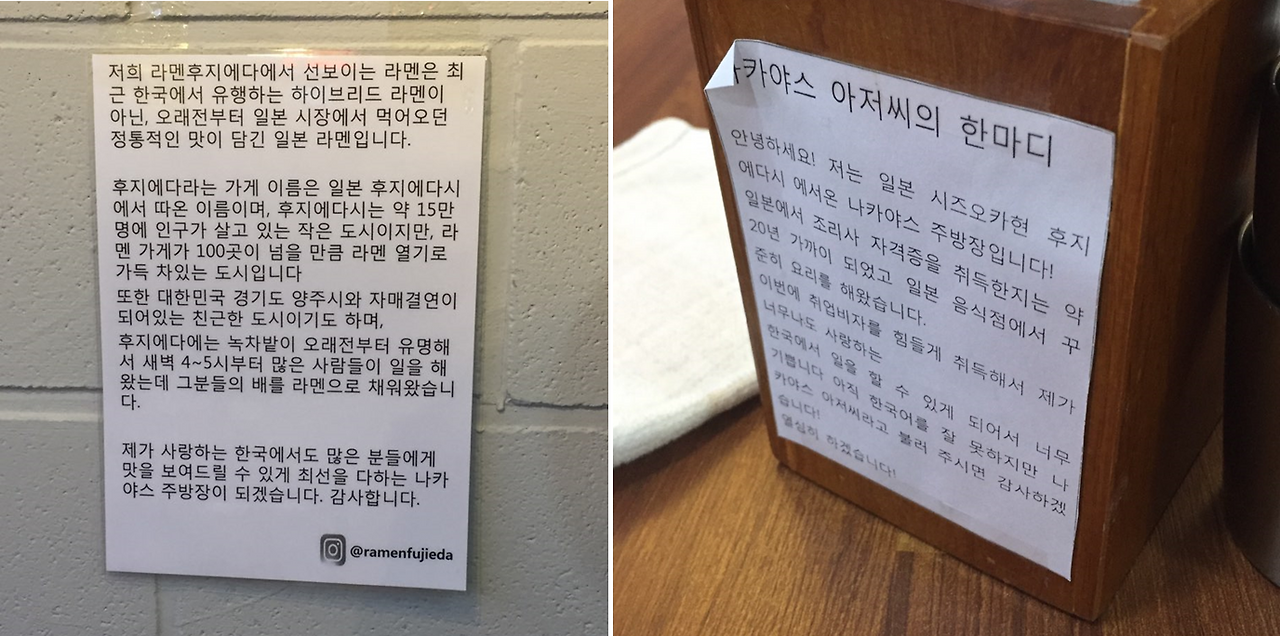 저희 라멘후지에다에서 선보이는 라멘은 최
근 한국에서 유행하는 하이브리드 라멘이
아닌, 오래전부터 일본 시장에서 먹어오던
정통적인 맛이 담긴 일본 라멘입니다.
후지에다라는 가게 이름은 일본 후지에다시
에서 따온 이름이며, 후지에다시는 약 15만
명에 인구가 살고 있는 작은 도시이지만, 라
멘 가게가 100곳이 넘을 만큼 라멘 열기로
가득 차있는 도시입니다
또한 대한민국 경기도 양주시와 자매결연이
되어있는 친근한 도시이기도 하며,
후지에다에는 녹차밭이 오래전부터 유명해
서 새벽 4~5시부터 많은 사람들이 일을 해
왔는데 그분들의 배를 라멘으로 채워왔습니
다.
제가 사랑하는 한국에서도 많은 분들에게
맛을 보여드릴 수 있게 최선을 다하는 나카
야스 주방장이 되겠습니다. 감사합니다.
@ramenfujieda
나카야스 아저씨의 한마디
안녕하세요! 저는 일본 시즈오카현 후지
에다시 에서온 나카야스 주방장입니다!
일본에서 조리사 자격증을 취득한지는 약
20년 가까이 되었고 일본 음식점에서 꾸
준히 요리를 해왔습니다.
이번에 취업비자를 힘들게 취득해서 제가
너무나도 사랑하는
한국에서 일을 할 수 있게 되어서 너무
기쁩니다 아직 한국어를 잘 못하지만 나
카야스 아저씨라고 불러 주시면 감사하겠
습니다!
열심히 하겠습니다!